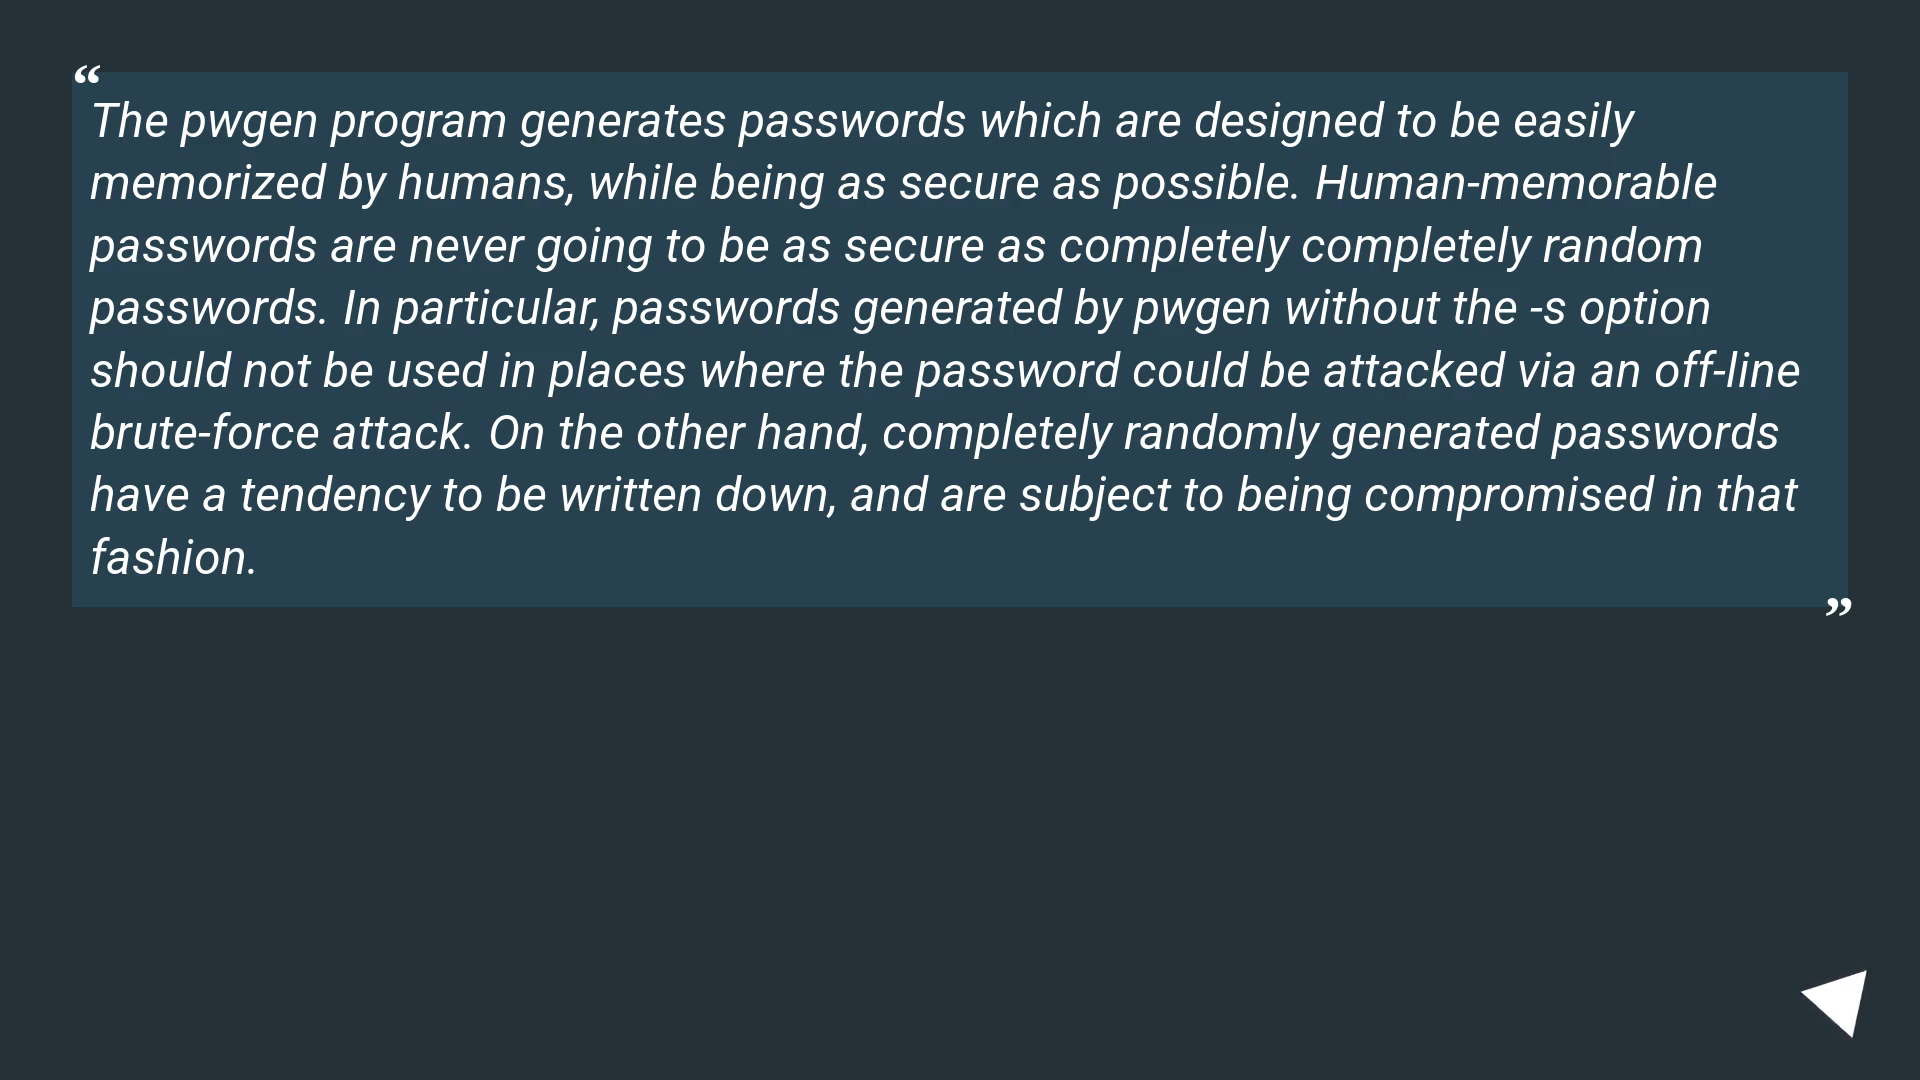 “
The pwgen program generates passwords which are designed to be easily
memorized by humans, while being as secure as possible. Human-memorable
passwords are never going to be as secure as completely completely random
passwords. In particular, passwords generated by pwgen without the -s option
should not be used in places where the password could be attacked via an off-line
brute-force attack. On the other hand, completely randomly generated passwords
have a tendency to be written down, and are subject to being compromised in that
fashion.
”